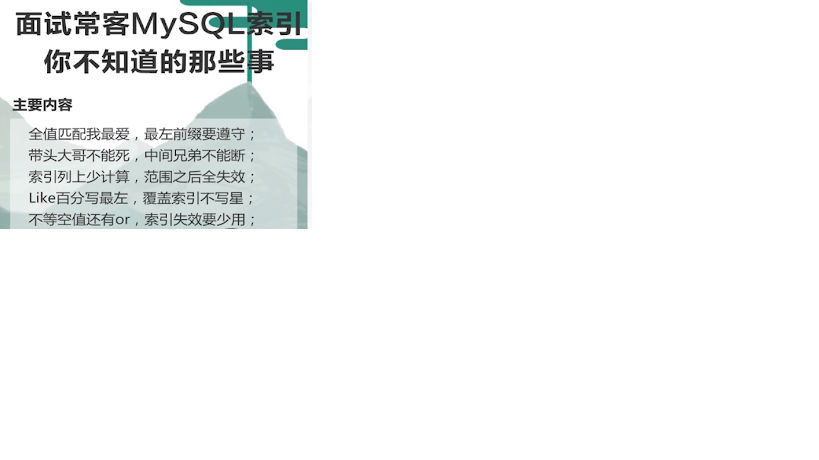 面试常客MySQL索引
你不知道的那些事
主要内容
全值匹配我最爱，最左前缀要遵守；
带头大哥不能死，中间兄弟不能断；
索引列上少计算，范围之后全失效；
Like百分写最左，覆盖索引不写星；
不等空值还有or，索引失效要少用；